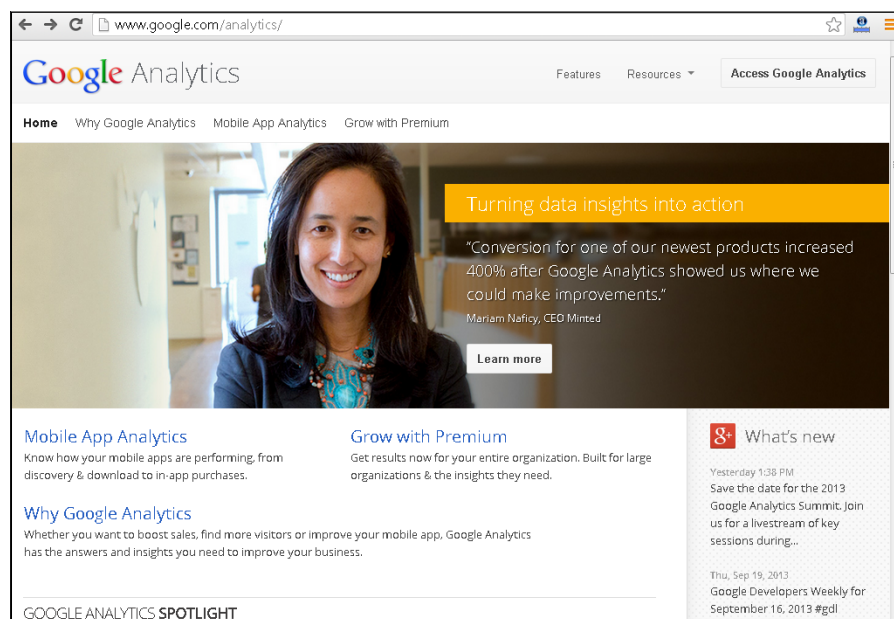 www.google.com/analytics/
Google Analytics
Features Resources Access Google Analytics
Home Why Google Analytics Mobile App Analytics Grow with Premium
Turning data insights into action
"Conversion for one of our newest products increased
400% after Google Analytics showed us where we
could make improvements."
Mariam Naficy, CEO Minted
Learn more
Mobile App Analytics
Know how your mobile apps are performing, from
discovery & download to in-app purchases.
Grow with Premium
Get results now for your entire organization. Built for large
organizations & the insights they need.
Why Google Analytics
Whether you want to boost sales, find more visitors or improve your mobile app, Google Analytics
has the answers and insights you need to improve your business.
GOOGLE ANALYTICS SPOTLIGHT
g+ What's new
Yesterday 1:38 PM
Save the date for the 2013
Google Analytics Summit. Join
us for a livestream of key
sessions during...
Thu, Sep 19, 2013
Google Developers Weekly for
September 16, 2013 #gdl